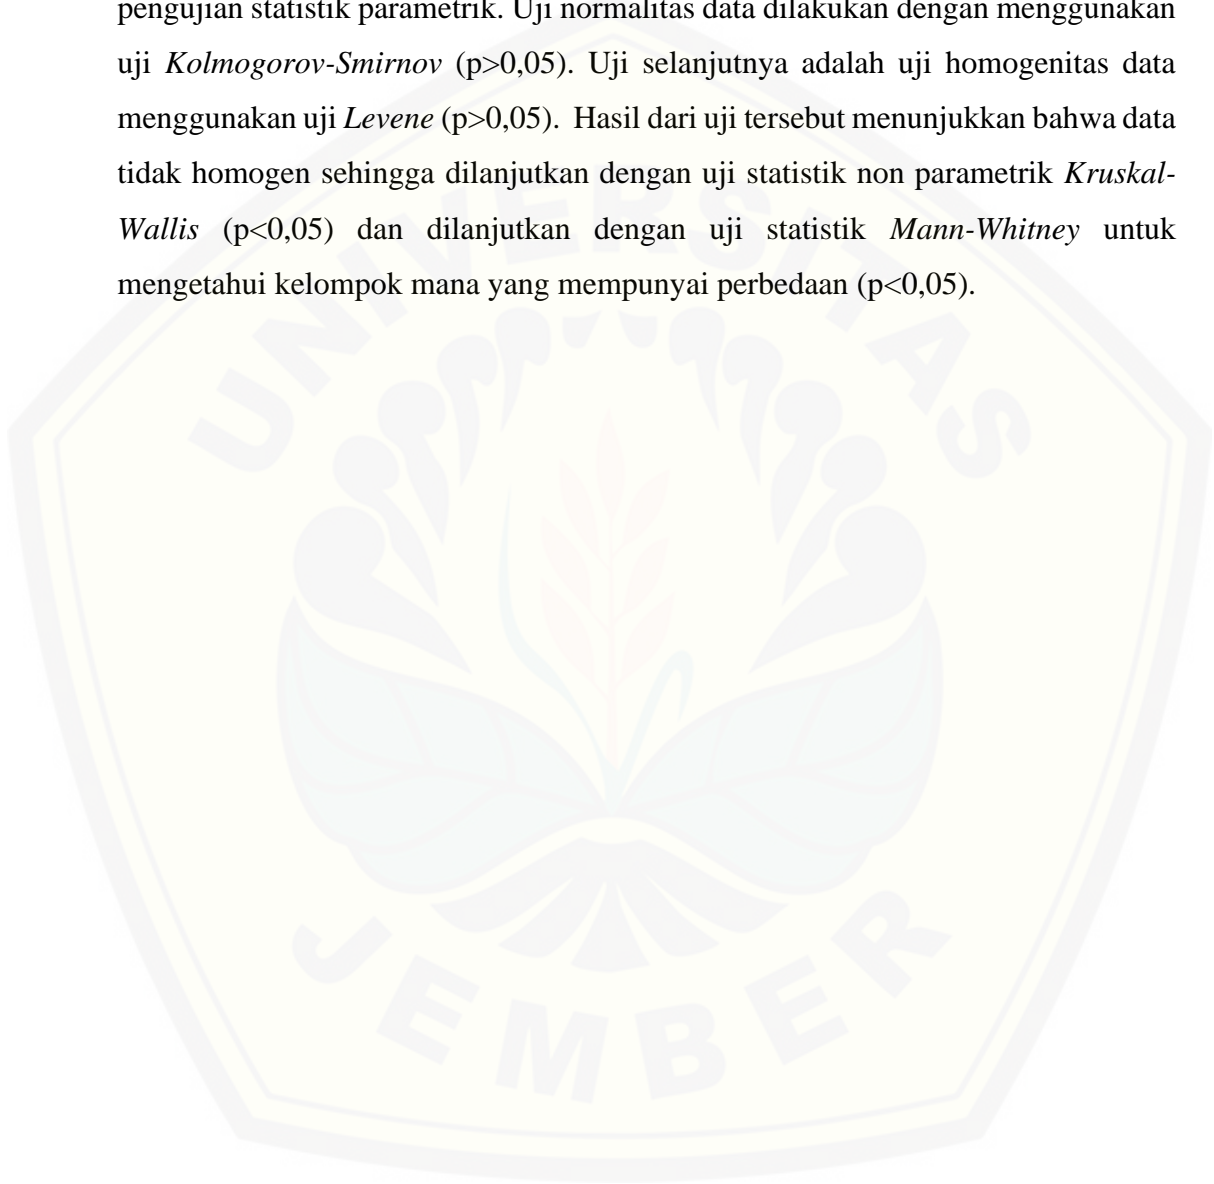 pengujian statistik parametrik. Uji normalitas data dilakukan dengan menggunakan
uji Kolmogorov-Smirnov (p>0,05). Uji selanjutnya adalah uji homogenitas data
menggunakan uji Levene (p>0,05). Hasil dari uji tersebut menunjukkan bahwa data
tidak homogen sehingga dilanjutkan dengan uji statistik non parametrik Kruskal-
Wallis (p<0,05) dan dilanjutkan dengan uji statistik Mann-Whitney untuk
mengetahui kelompok mana yang mempunyai perbedaan (p<0,05).
UNIVERSITAS
JEMBER